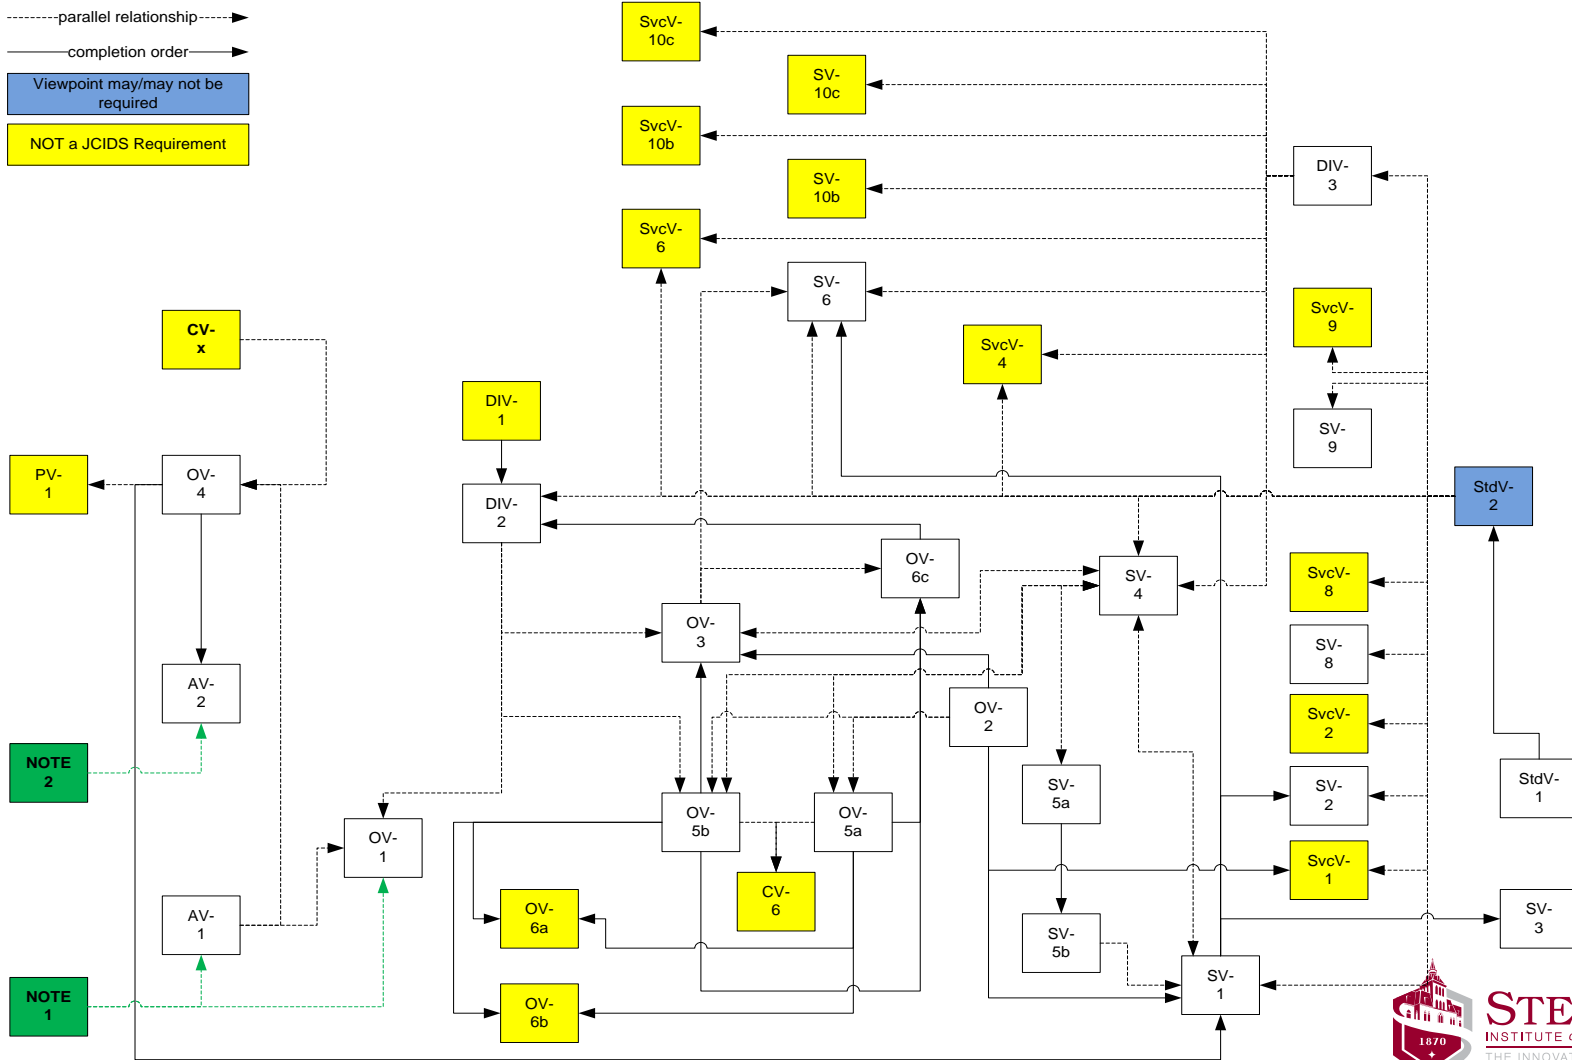 parallel relationship
completion order
Viewpoint may/may not be
required
NOT a JCIDS Requirement
SvcV-
10c
SV-
10c
SvcV-
10b
SV-
10b
DIV-
3
SvcV-
6
SV-
6
CV-
x
SvcV-
9
SvcV-
4
DIV-
1
SV-
9
PV-
1
OV-
4
DIV-
2
StdV-
2
OV-
6c
SV-
4
SvcV-
8
OV-
3
SV-
8
AV-
2
OV-
2
SvcV-
2
NOTE
2
SV-
5a
SV-
2
StdV-
1
OV-
1
OV-
5b
OV-
5a
SvcV-
1
CV-
6
AV-
1
OV-
6a
SV-
5b
SV-
3
NOTE
1
OV-
6b
SV-
1
1870
STE
INSTITUTE
THE INNOVAT